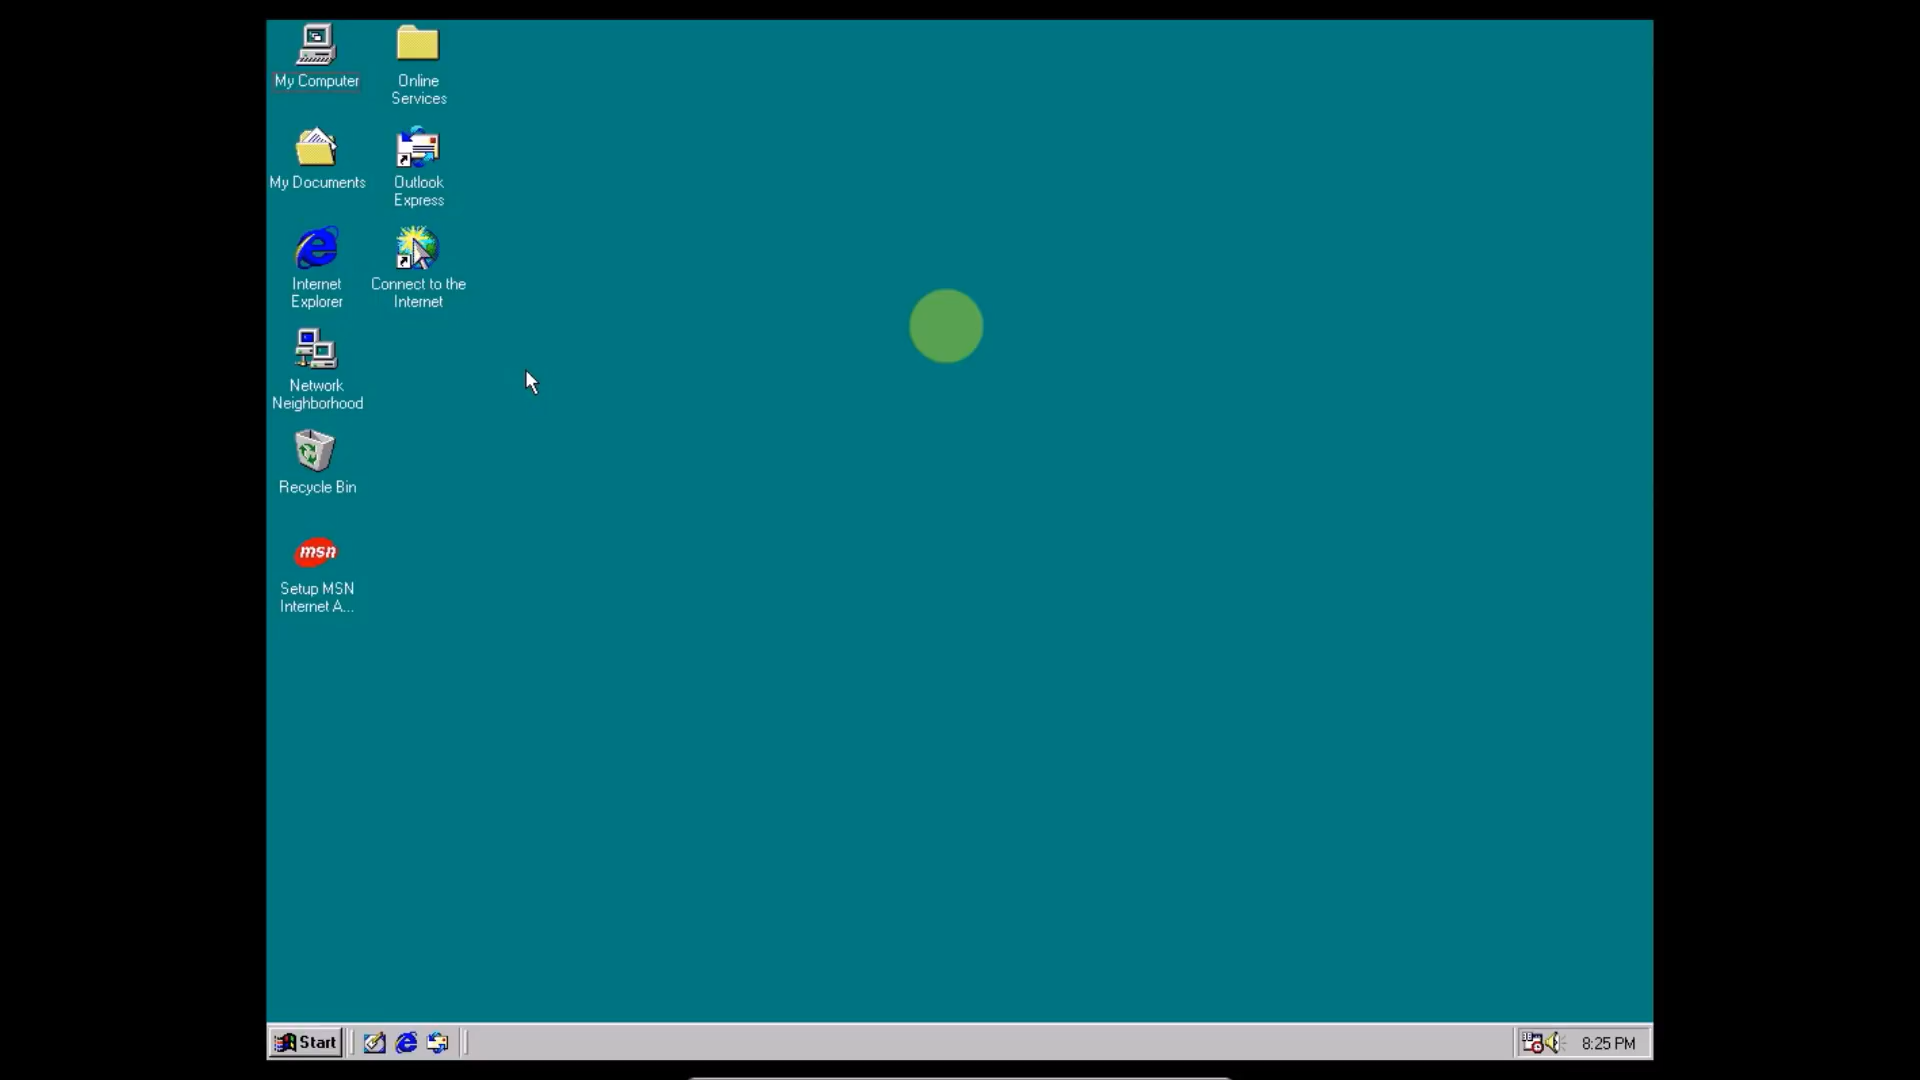 My Computer
Online
Services
My Documents
Outlook
Express
Internet
Explorer
Connect to the
Internet
Network
Neighborhood
Recycle Bin
msn
Setup MSN
Internet A...
Start
8:25 PM